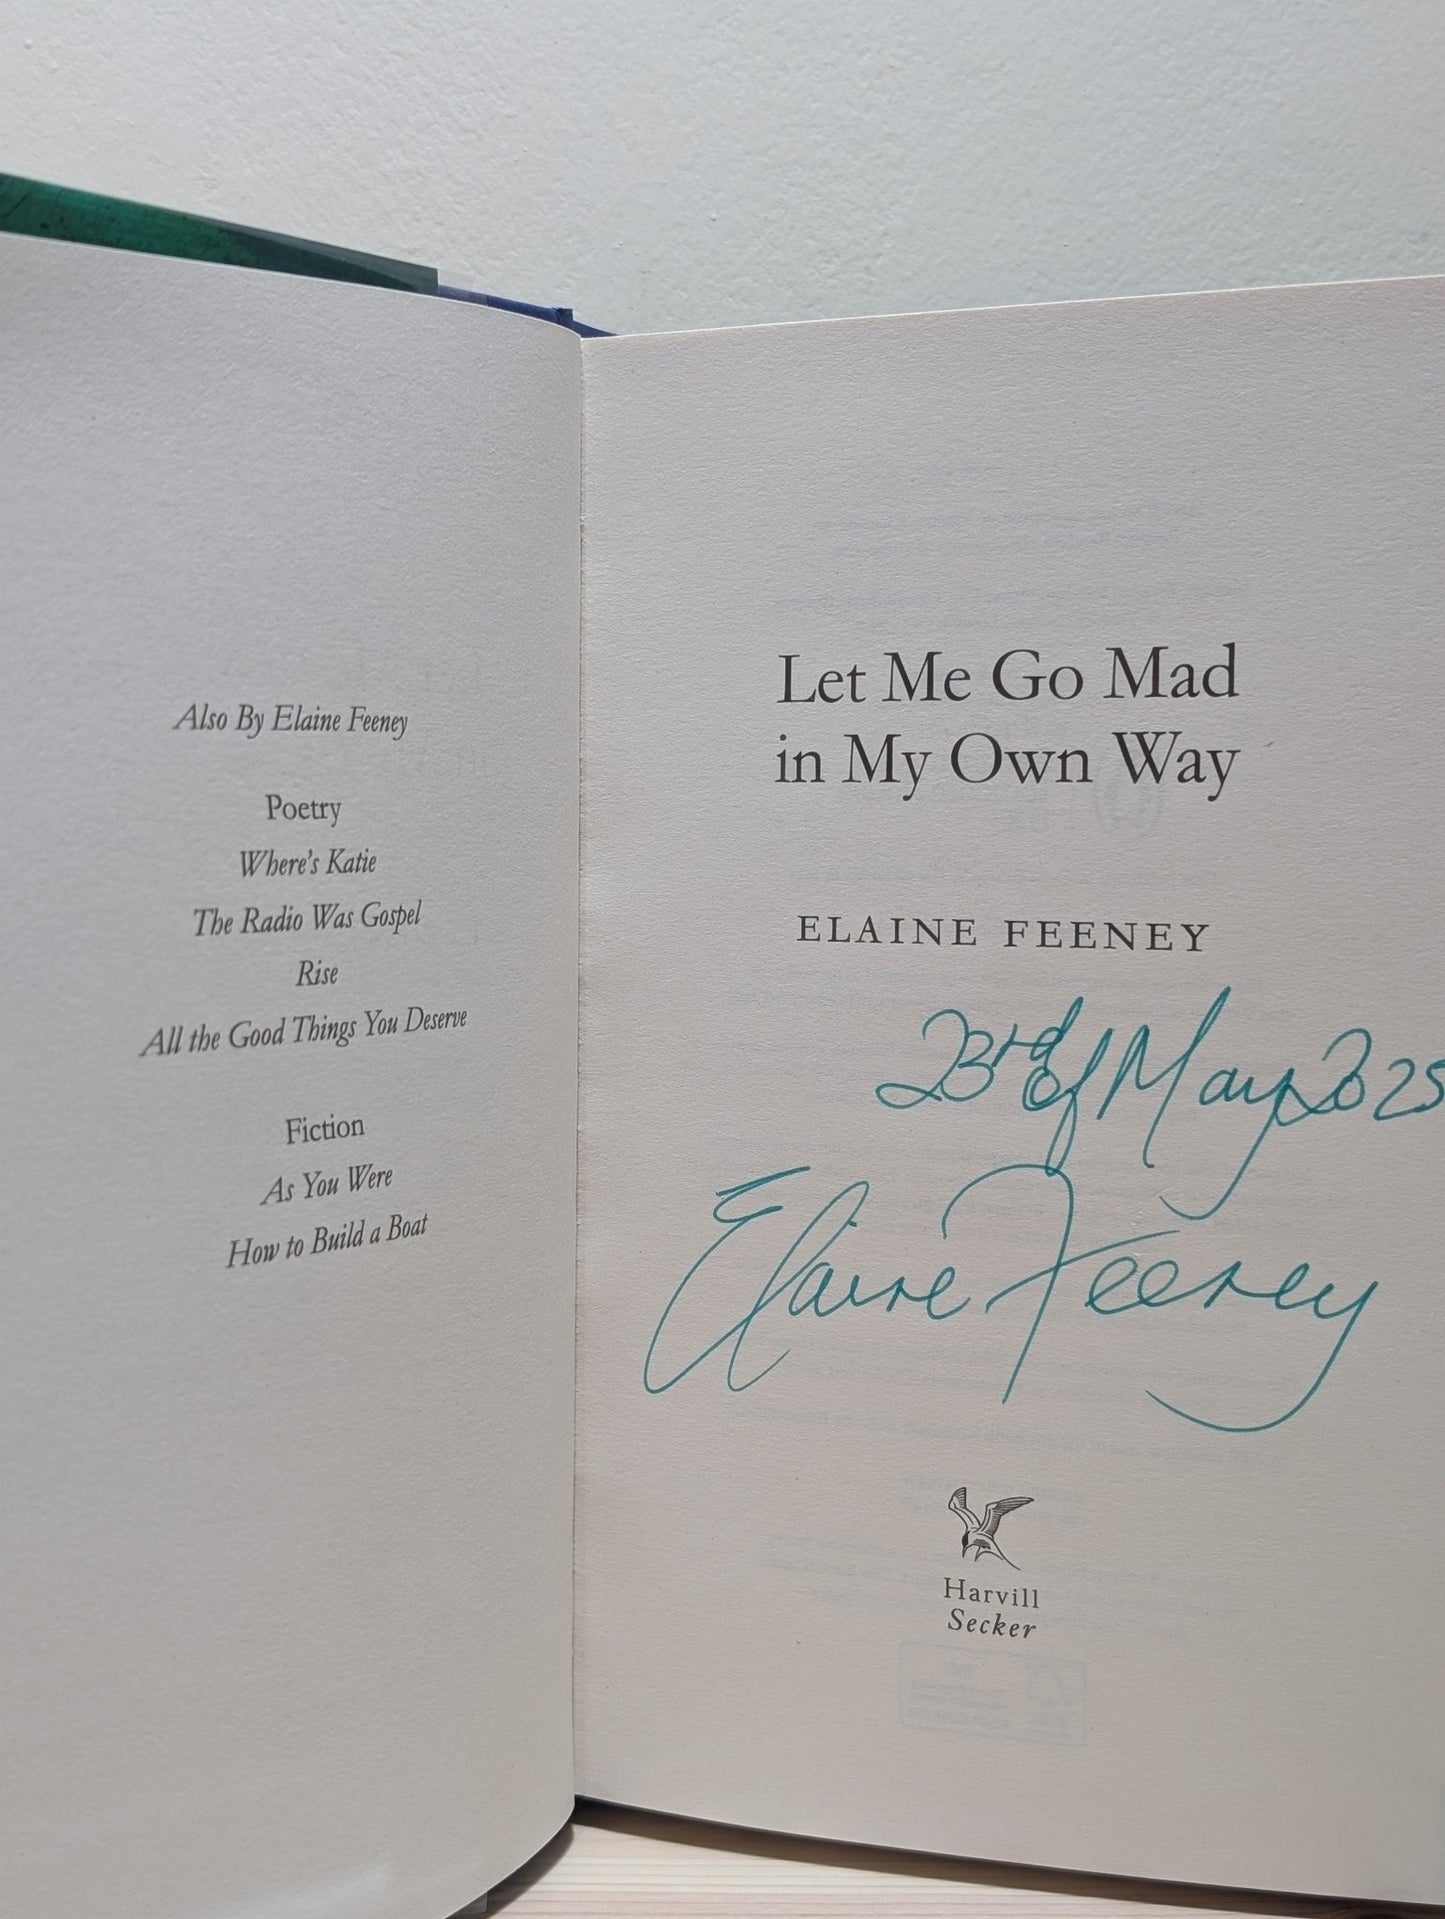 Also By Elaine Feeney
Poetry
Where's Katie
The Radio Was Gospel
Rise
All the Good Things You Deserve
Fiction
As You Were
How to Build a Boat
Let Me Go Mad
in My Own Way
ELAINE FEENEY
23rd of May 2025
Elaine Feeney
Harvill
Secker